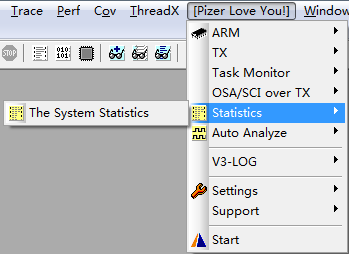 Trace Perf Cov ThreadX [Pizer Love You!] Window
STOP
ARM
TX
Task Monitor
OSA/SCI over TX
The System Statistics
Statistics
Auto Analyze
V3-LOG
Settings
Support
Start